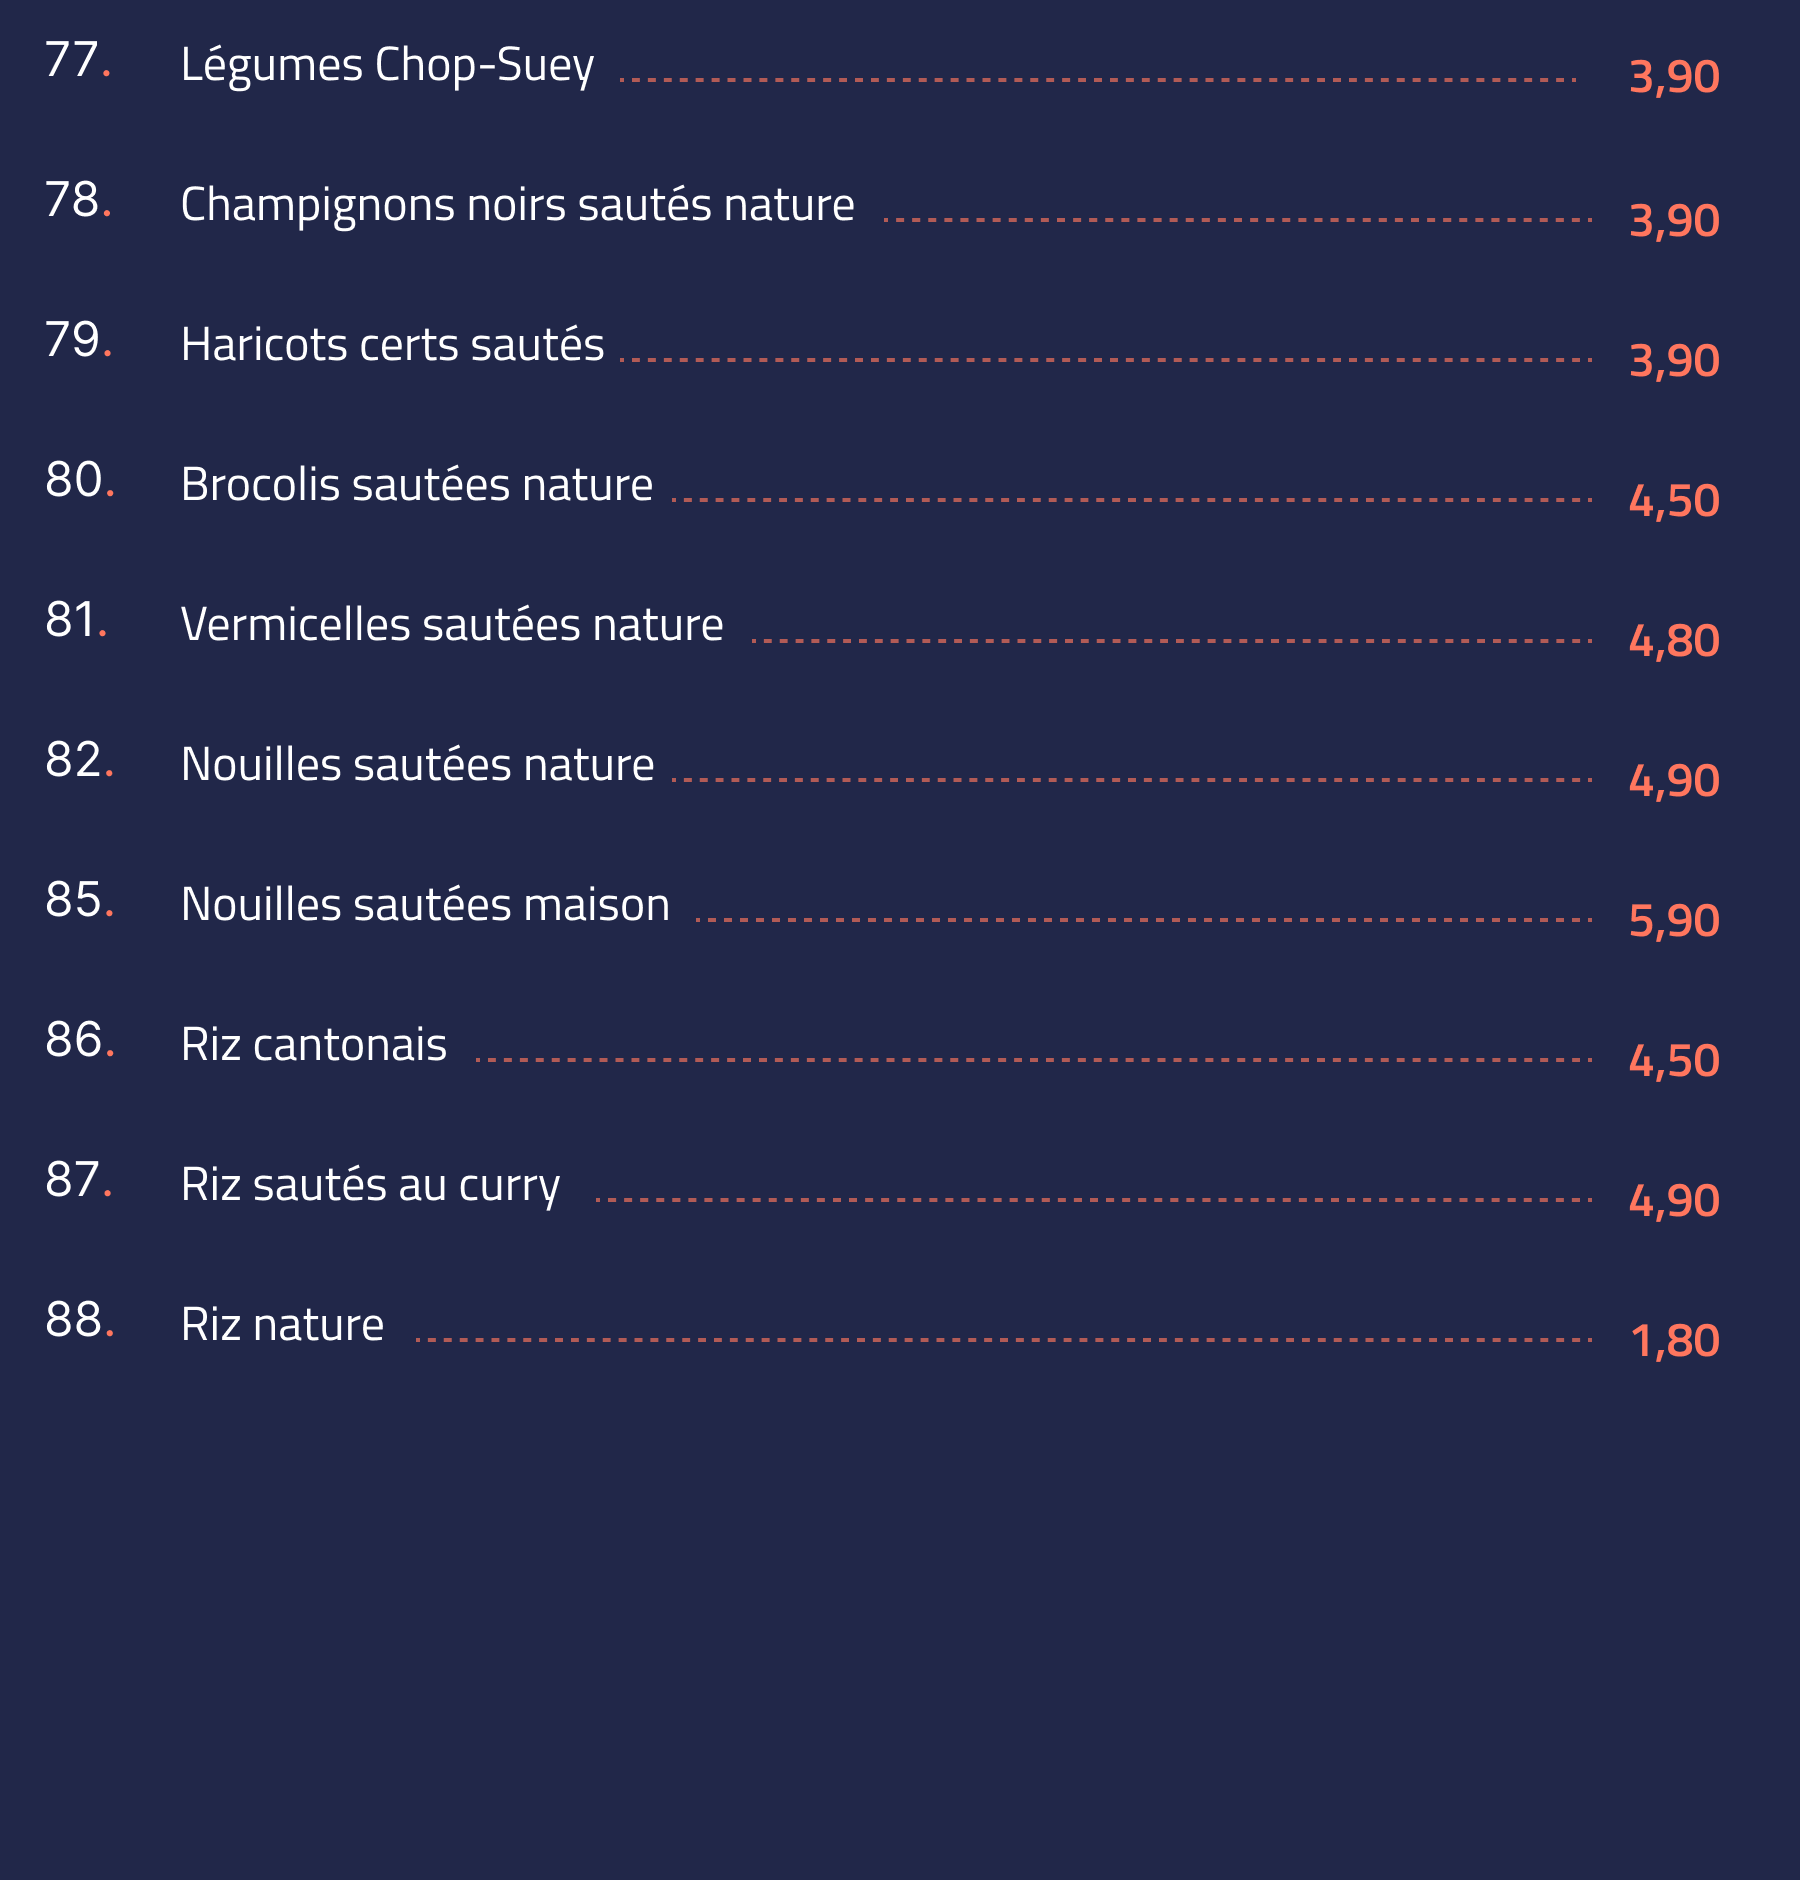 77. Légumes Chop-Suey 3,90
78. Champignons noirs sautés nature 3,90
79. Haricots certs sautés 3,90
80. Brocolis sautées nature 4,50
81. Vermicelles sautées nature 4,80
82. Nouilles sautées nature 4,90
85. Nouilles sautées maison 5,90
86. Riz cantonais 4,50
87. Riz sautés au curry 4,90
88. Riz nature 1,80